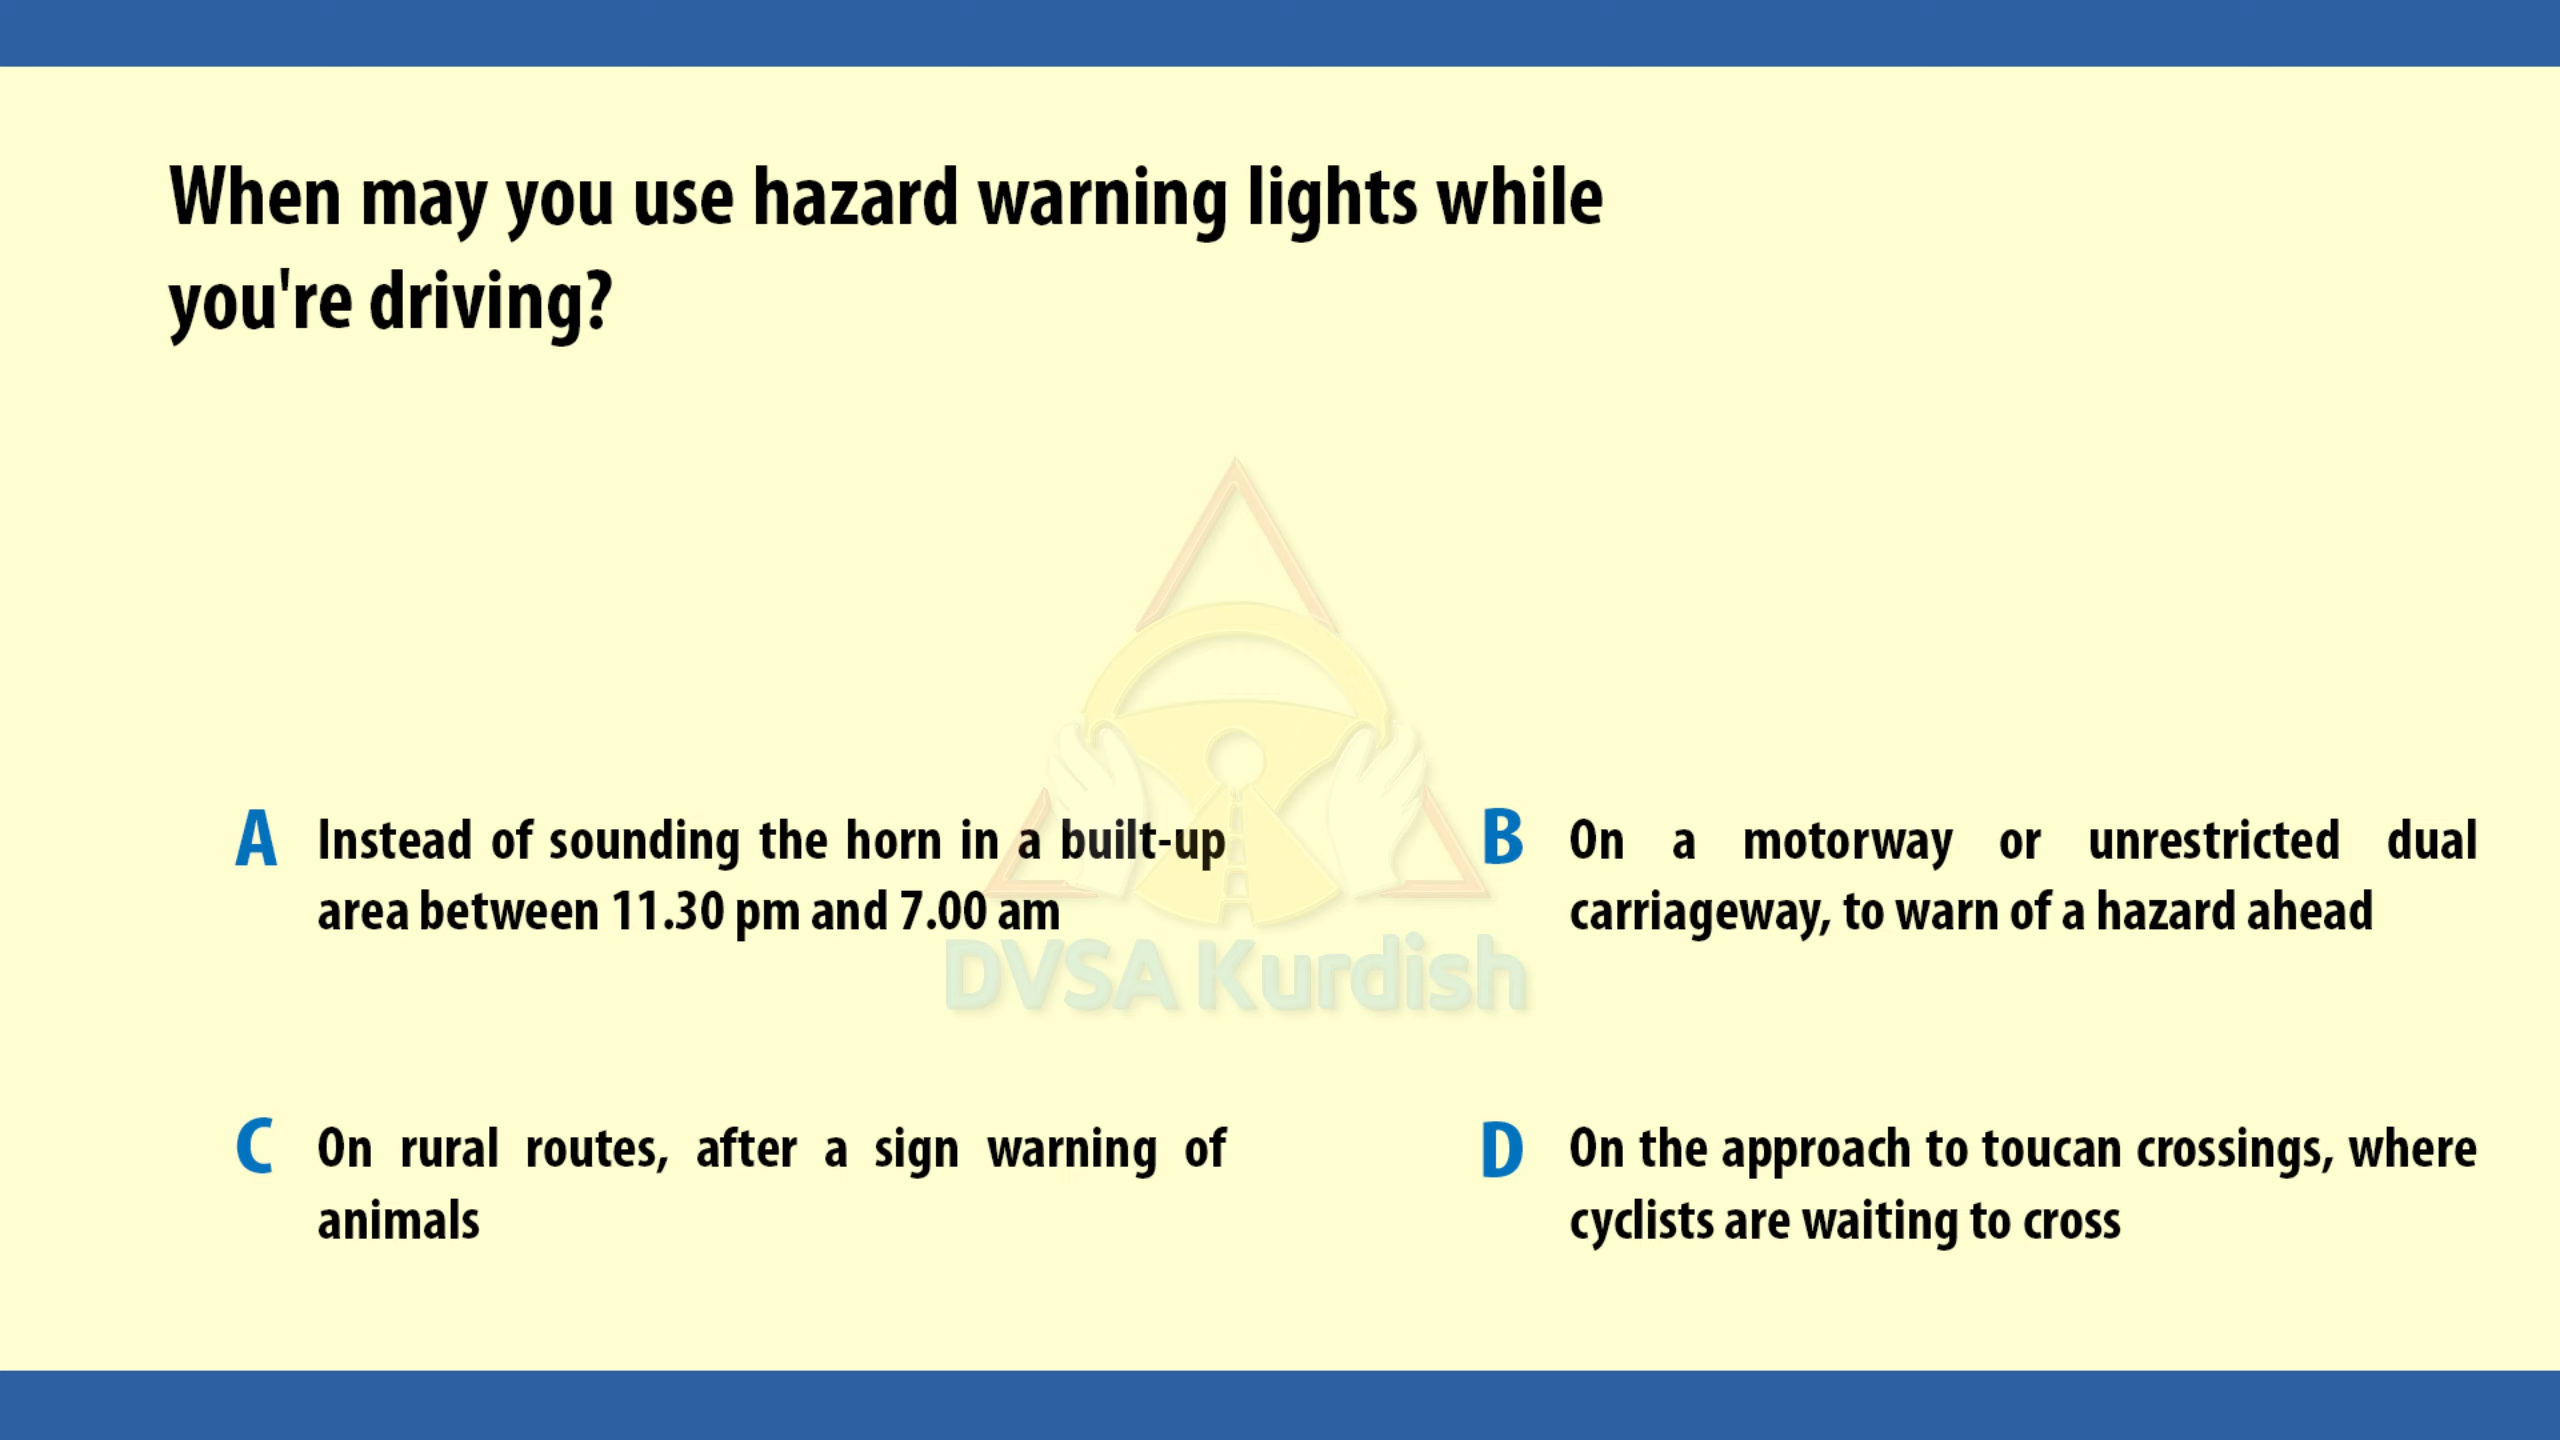 When may you use hazard warning lights while
you're driving?
A Instead of sounding the horn in a built-up
area between 11.30 pm and 7.00 am
B On a motorway or unrestricted dual
carriageway, to warn of a hazard ahead
DVSA Kurdish
C On rural routes, after a sign warning of
animals
D On the approach to toucan crossings, where
cyclists are waiting to cross